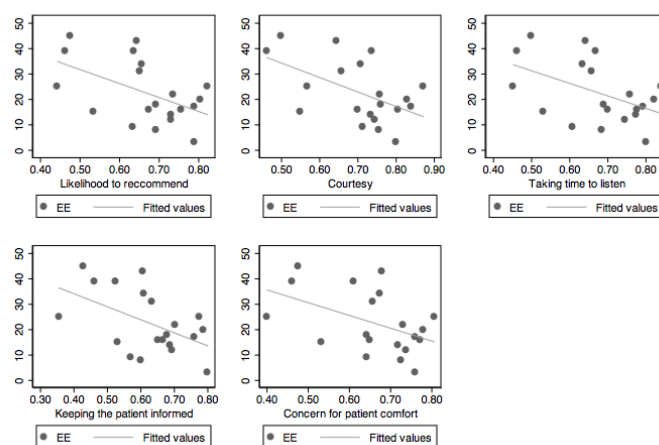 50
40
30
20
10
0
0.40 0.50 0.60 0.70 0.80
Likelihood to reccommend
EE Fitted values
50
40
30
20
10
0
0.50 0.60 0.70 0.80 0.90
Courtesy
EE Fitted values
50
40
30
20
10
0
0.40 0.50 0.60 0.70 0.80
Taking time to listen
EE Fitted values
50
40
30
20
10
0
0.30 0.40 0.50 0.60 0.70 0.80
Keeping the patient informed
EE Fitted values
50
40
30
20
10
0
0.40 0.50 0.60 0.70 0.80
Concern for patient comfort
EE Fitted values